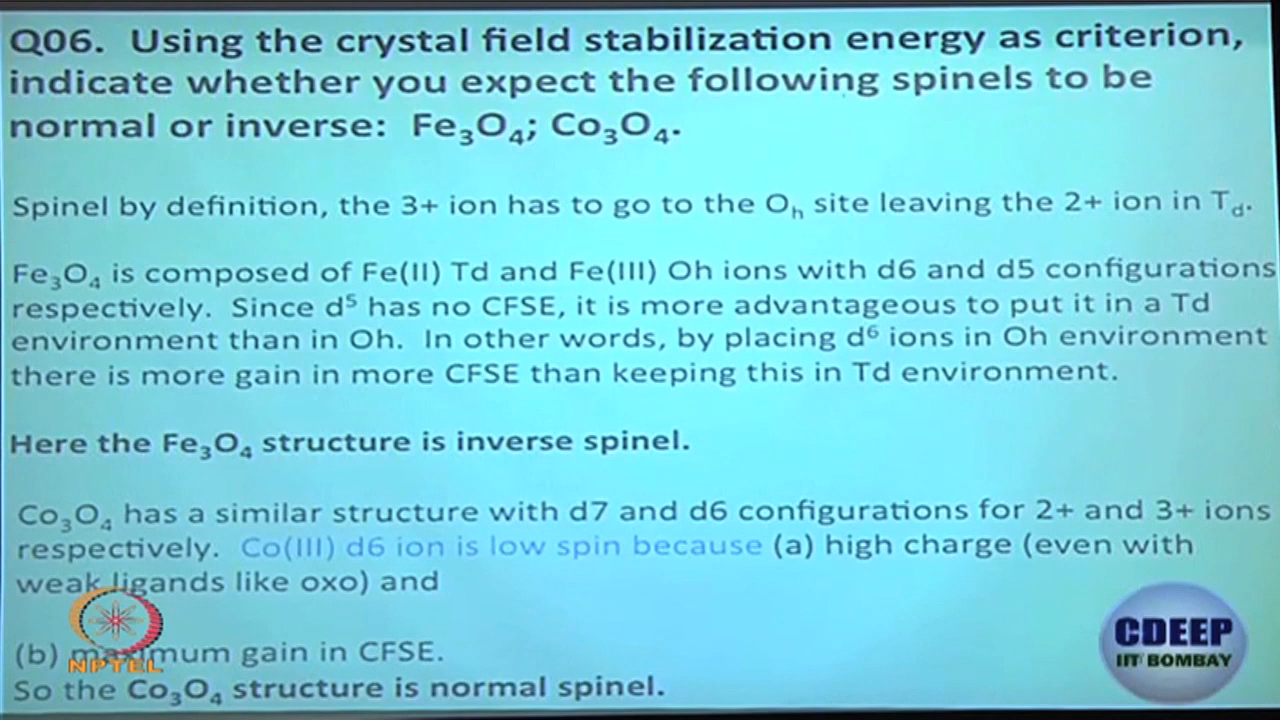 Q06. Using the crystal field stabilization energy as criterion,
indicate whether you expect the following spinels to be
normal or inverse: Fe₃O₄; Co₃O₄.
Spinel by definition, the 3+ ion has to go to the Oₕ site leaving the 2+ ion in T_d.
Fe₃O₄ is composed of Fe(II) Td and Fe(III) Oh ions with d6 and d5 configurations
respectively. Since d⁵ has no CFSE, it is more advantageous to put it in a Td
environment than in Oh. In other words, by placing d⁶ ions in Oh environment
there is more gain in more CFSE than keeping this in Td environment.
Here the Fe₃O₄ structure is inverse spinel.
Co₃O₄ has a similar structure with d7 and d6 configurations for 2+ and 3+ ions
respectively. Co(III) d6 ion is low spin because (a) high charge (even with
weak ligands like oxo) and
(b) maximum gain in CFSE.
So the Co₃O₄ structure is normal spinel.
NPTEL
CDEEP
IIT BOMBAY